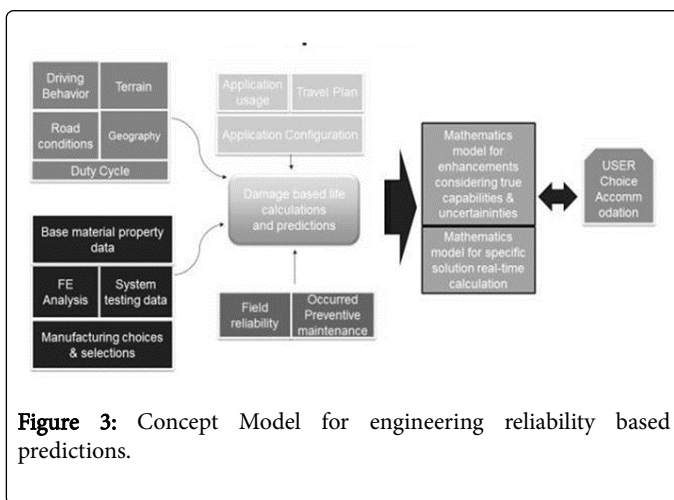 Driving
Behavior
Terrain
Road
conditions
Geography
Duty Cycle
Application
usage
Travel Plan
Application Configuration
Base material property
data
FE
Analysis
System
testing data
Manufacturing choices
& selections
Damage based life
calculations
and predictions
Field
reliability
Occurred
Preventive
maintenance
Mathematics
model for
enhancements
considering true
capabilities &
uncertaininties
Mathematics
model for specific
solution real-time
calculation
USER
Choice
Accomm
odation
Figure 3: Concept Model for engineering reliability based
predictions.